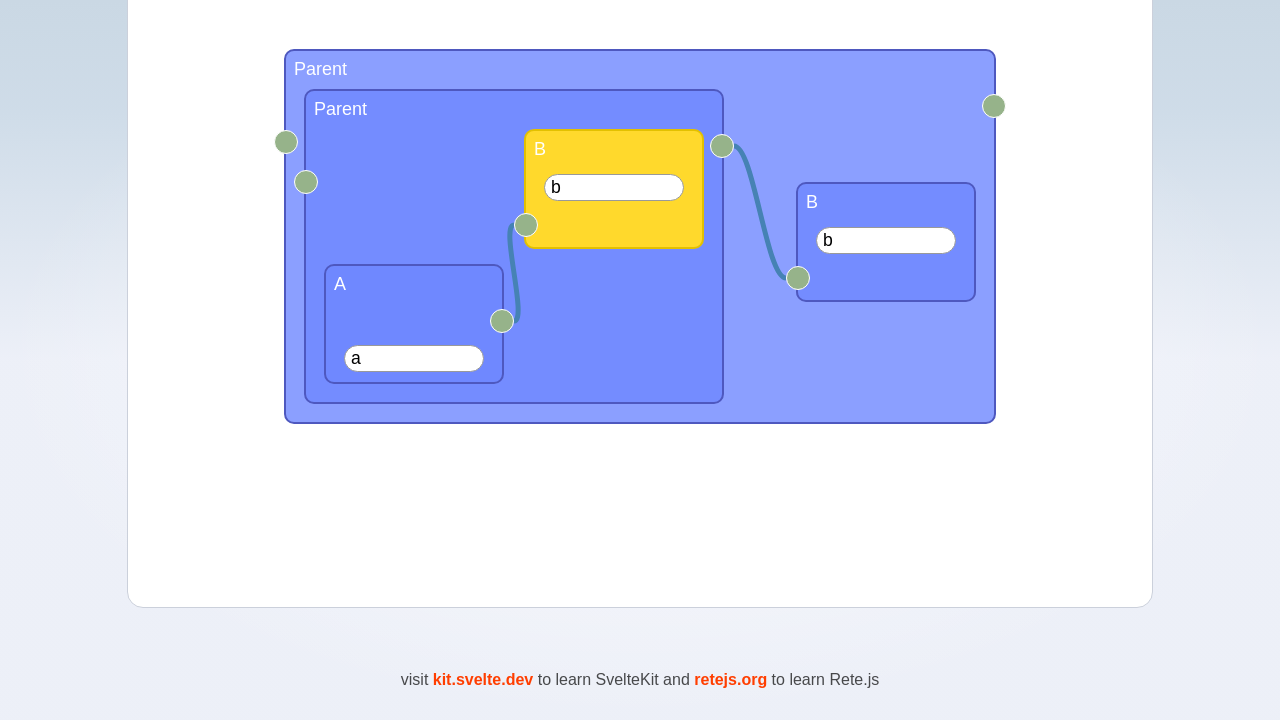 Parent
Parent
B
b
B
b
A
a
visit kit.svelte.dev to learn SvelteKit and retejs.org to learn Rete.js